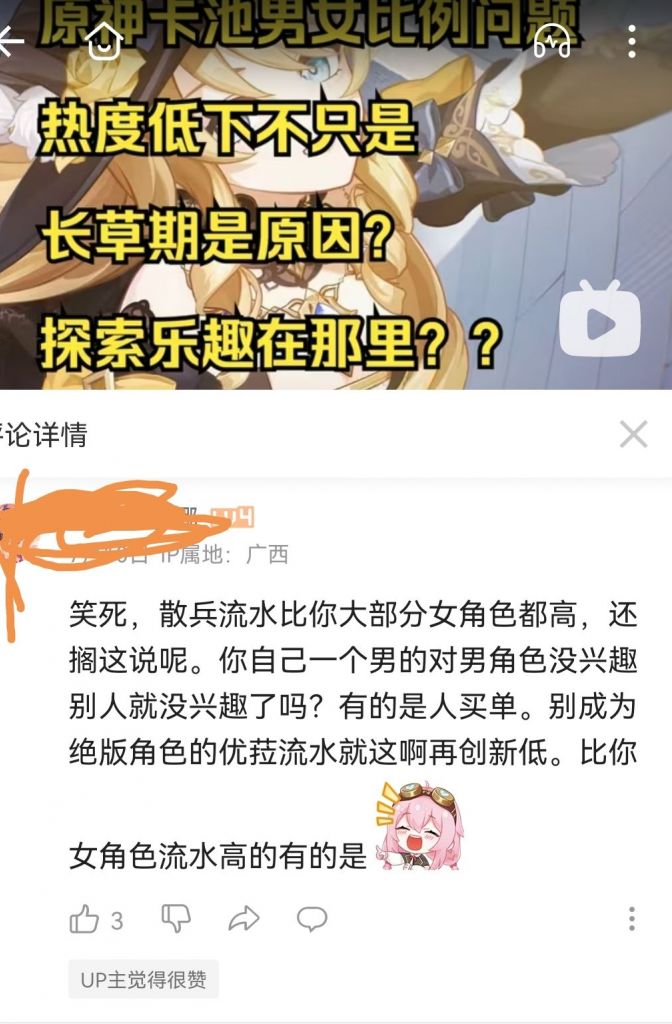 原神卡池男女比例问题
热度低下不只是
长草期是原因？
探索乐趣在那里？？
评论详情
IP属地：广西
笑死，散兵流水比你大部分女角色都高，还
搁这说呢。你自己一个男的对男角色没兴趣
别人就没兴趣了吗？有的是人买单。别成为
绝版角色的优菈流水就这啊再创新低。比你
女角色流水高的有的是
3
UP主觉得很赞